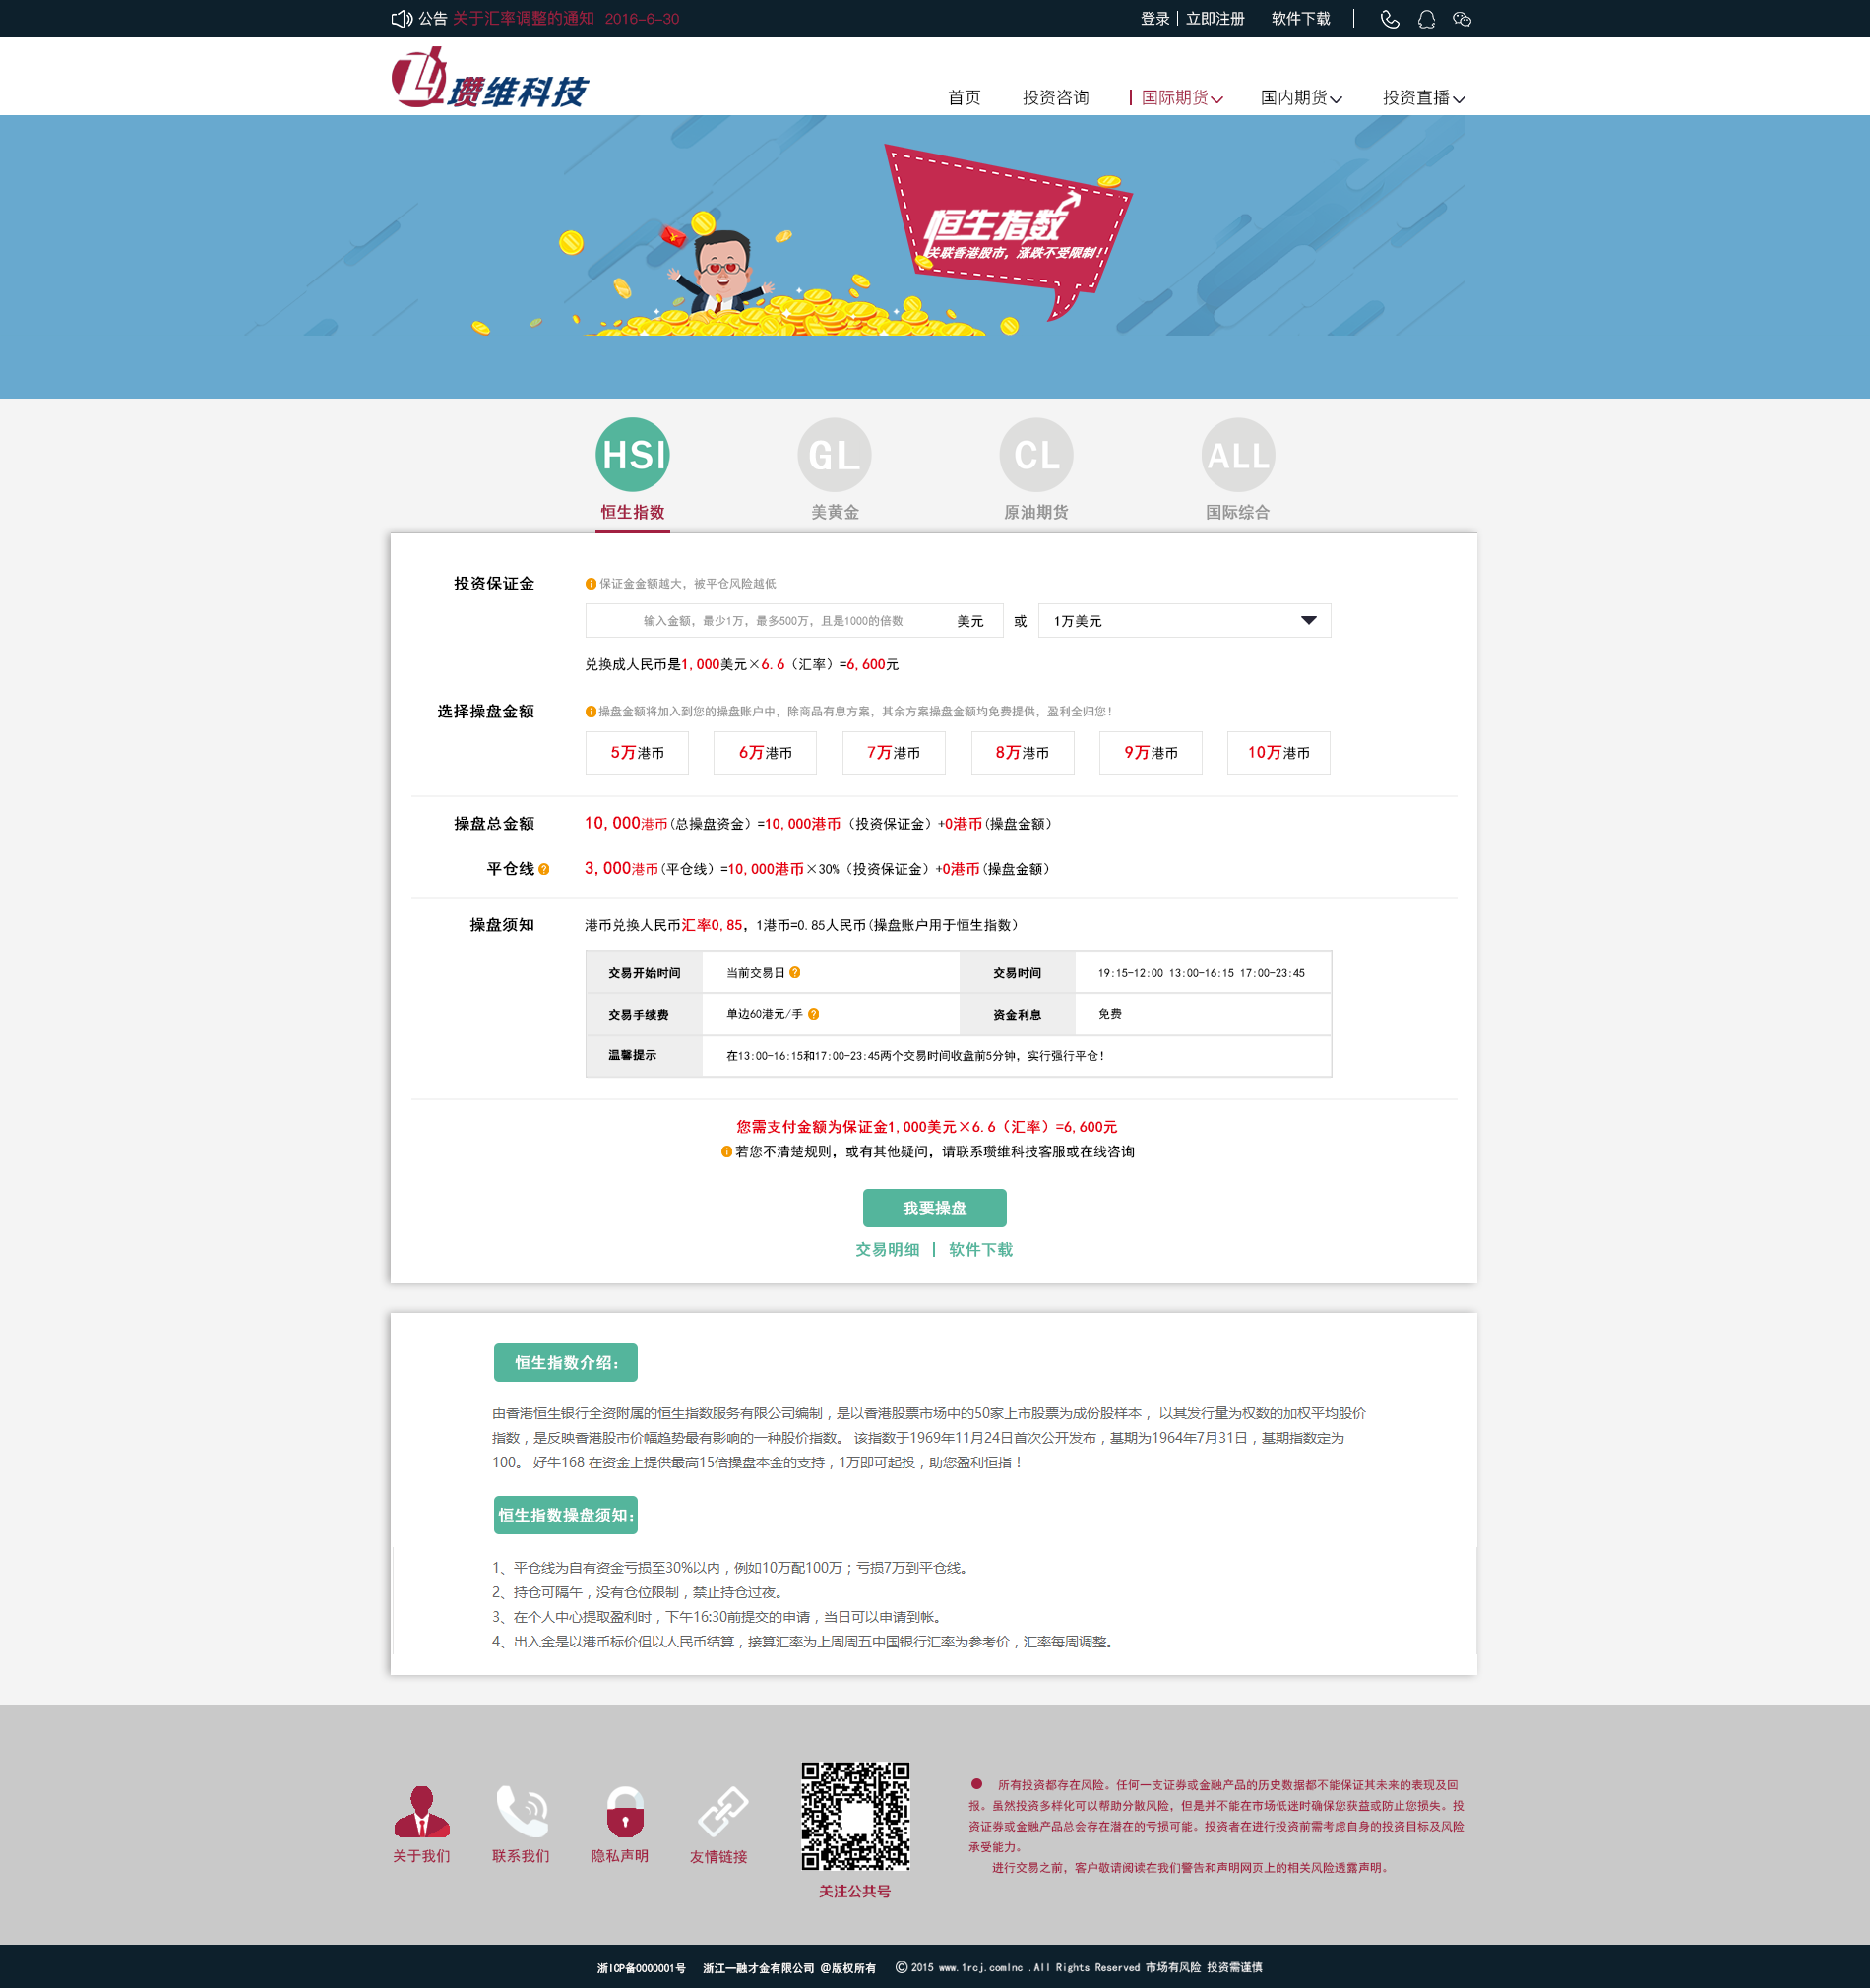 公告 关于汇率调整的通知 2016-6-30
登录 | 立即注册 软件下载
瓒维科技
首页 投资咨询 国际期货 国内期货 投资直播
恒生指数
关联香港股市，涨跌不受限制！
HSI GL CL ALL
恒生指数 美黄金 原油期货 国际综合
投资保证金 保证金金额越大，被平仓风险越低
输入金额，最少1万，最多500万，且是1000的倍数 美元 或 1万美元
兑换成人民币是1,000美元×6.6（汇率）=6,600元
选择操盘金额 操盘金额将加入到您的操盘账户中，除商品有息方案，其余方案操盘金额均免费提供，盈利全归您！
5万港币 6万港币 7万港币 8万港币 9万港币 10万港币
操盘总金额 10,000港币(总操盘资金）=10,000港币（投资保证金）+0港币(操盘金额）
平仓线 3,000港币(平仓线）=10,000港币×30%（投资保证金）+0港币(操盘金额）
操盘须知 港币兑换人民币汇率0,85，1港币=0.85人民币(操盘账户用于恒生指数）
交易开始时间 当前交易日 交易时间 19:15-12:00 13:00-16:15 17:00-23:45
交易手续费 单边60港元/手 资金利息 免费
温馨提示 在13:00-16:15和17:00-23:45两个交易时间收盘前5分钟，实行强行平仓！
您需支付金额为保证金1,000美元×6.6（汇率）=6,600元
若您不清楚规则，或有其他疑问，请联系瓒维科技客服或在线咨询
我要操盘
交易明细 | 软件下载
恒生指数介绍：
由香港恒生银行全资附属的恒生指数服务有限公司编制，是以香港股票市场中的50家上市股票为成份股样本， 以其发行量为权数的加权平均股价
指数，是反映香港股市价幅趋势最有影响的一种股价指数。 该指数于1969年11月24日首次公开发布，基期为1964年7月31日，基期指数定为
100。 好牛168 在资金上提供最高15倍操盘本金的支持，1万即可起投，助您盈利恒指！
恒生指数操盘须知：
1、平仓线为自有资金亏损至30%以内，例如10万配100万；亏损7万到平仓线。
2、持仓可隔午，没有仓位限制，禁止持仓过夜。
3、在个人中心提取盈利时，下午16:30前提交的申请，当日可以申请到帐。
4、出入金是以港币标价但以人民币结算，接算汇率为上周周五中国银行汇率为参考价，汇率每周调整。
关于我们 联系我们 隐私声明 友情链接
关注公共号
所有投资都存在风险。任何一支证券或金融产品的历史数据都不能保证其未来的表现及回
报。虽然投资多样化可以帮助分散风险，但是并不能在市场低迷时确保您获益或防止您损失。投
资证券或金融产品总会存在潜在的亏损可能。投资者在进行投资前需考虑自身的投资目标及风险
承受能力。
进行交易之前，客户敬请阅读在我们警告和声明网页上的相关风险透露声明。
浙ICP备0000001号 浙江一融才金有限公司 @版权所有 © 2015 www.1rcj.comInc .All Rights Reserved 市场有风险 投资需谨慎